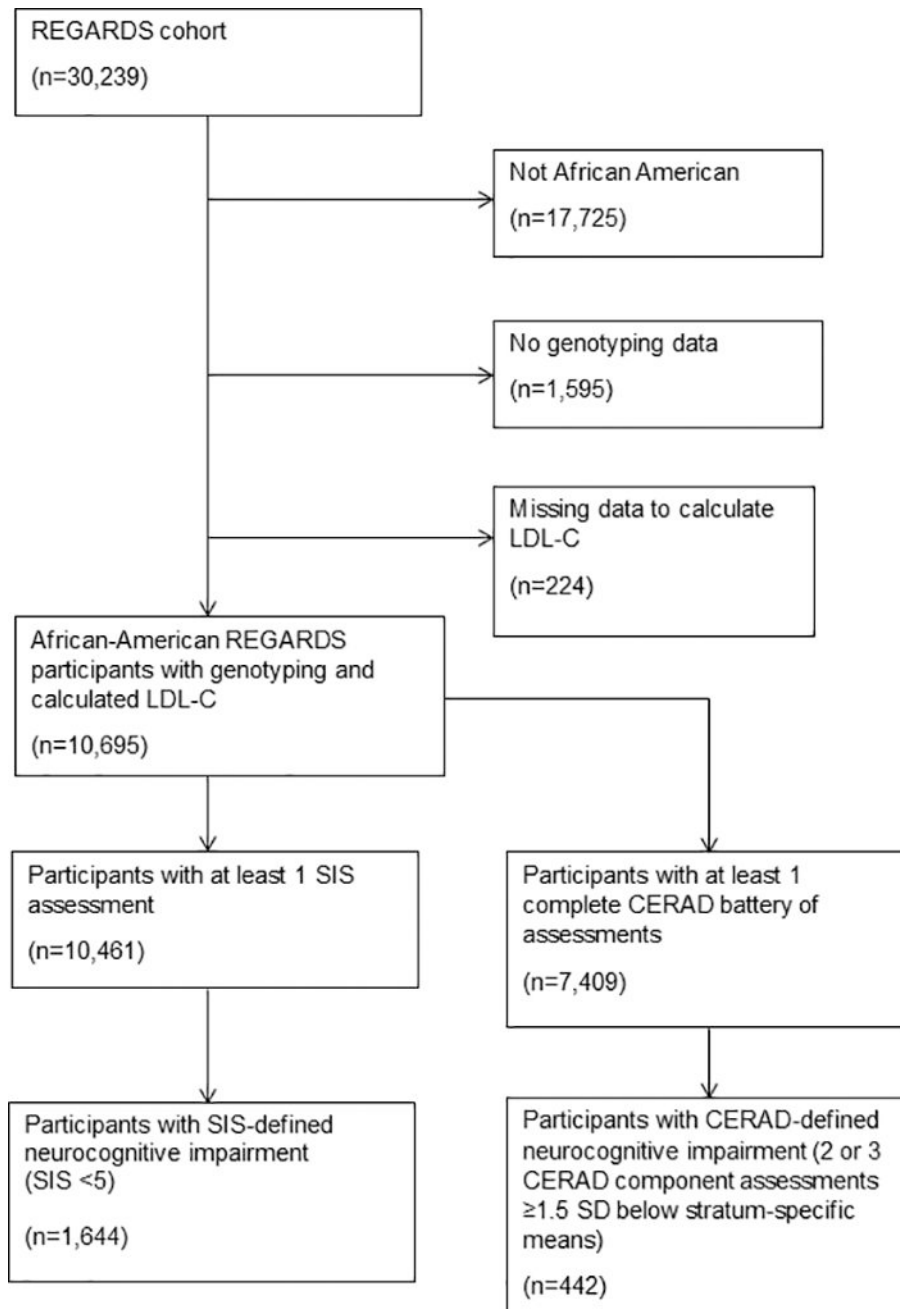 REGARDS cohort
(n=30,239)
Not African American
(n=17,725)
No genotyping data
(n=1,595)
Missing data to calculate
LDL-C
(n=224)
African-American REGARDS
participants with genotyping and
calculated LDL-C
(n=10,695)
Participants with at least 1 SIS
assessment
(n=10,461)
Participants with at least 1
complete CERAD battery of
assessments
(n=7,409)
Participants with SIS-defined
neurocognitive impairment
(SIS <5)
(n=1,644)
Participants with CERAD-defined
neurocognitive impairment (2 or 3
CERAD component assessments
≥1.5 SD below stratum-specific
means)
(n=442)